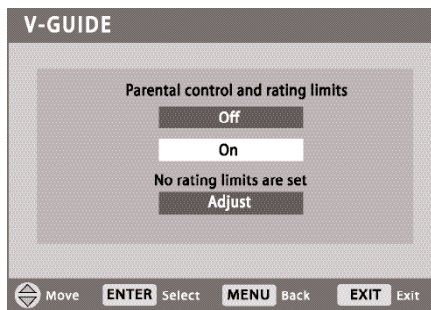 V-GUIDE
Parental control and rating limits
Off
On
No rating limits are set
Adjust
Move ENTER Select MENU Back EXIT Exit